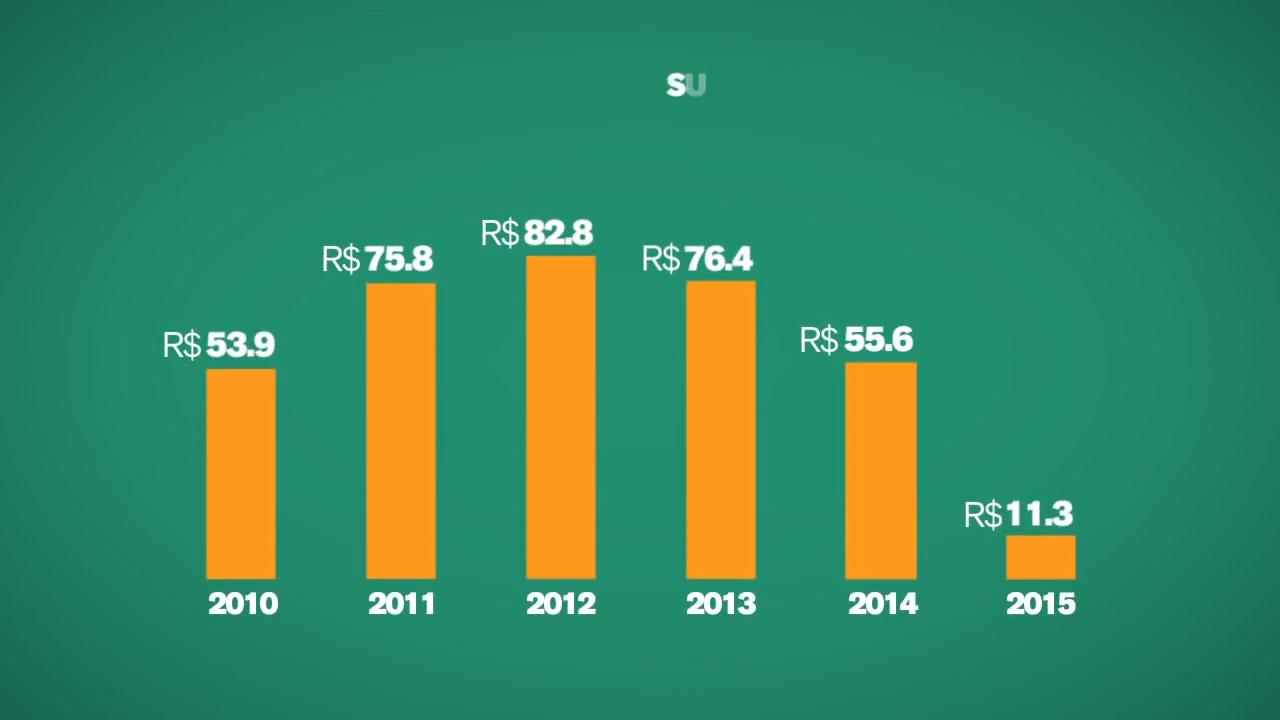 SU
R$ 82.8
R$ 75.8
R$ 76.4
R$ 53.9
R$ 55.6
R$ 11.3
2010 2011 2012 2013 2014 2015